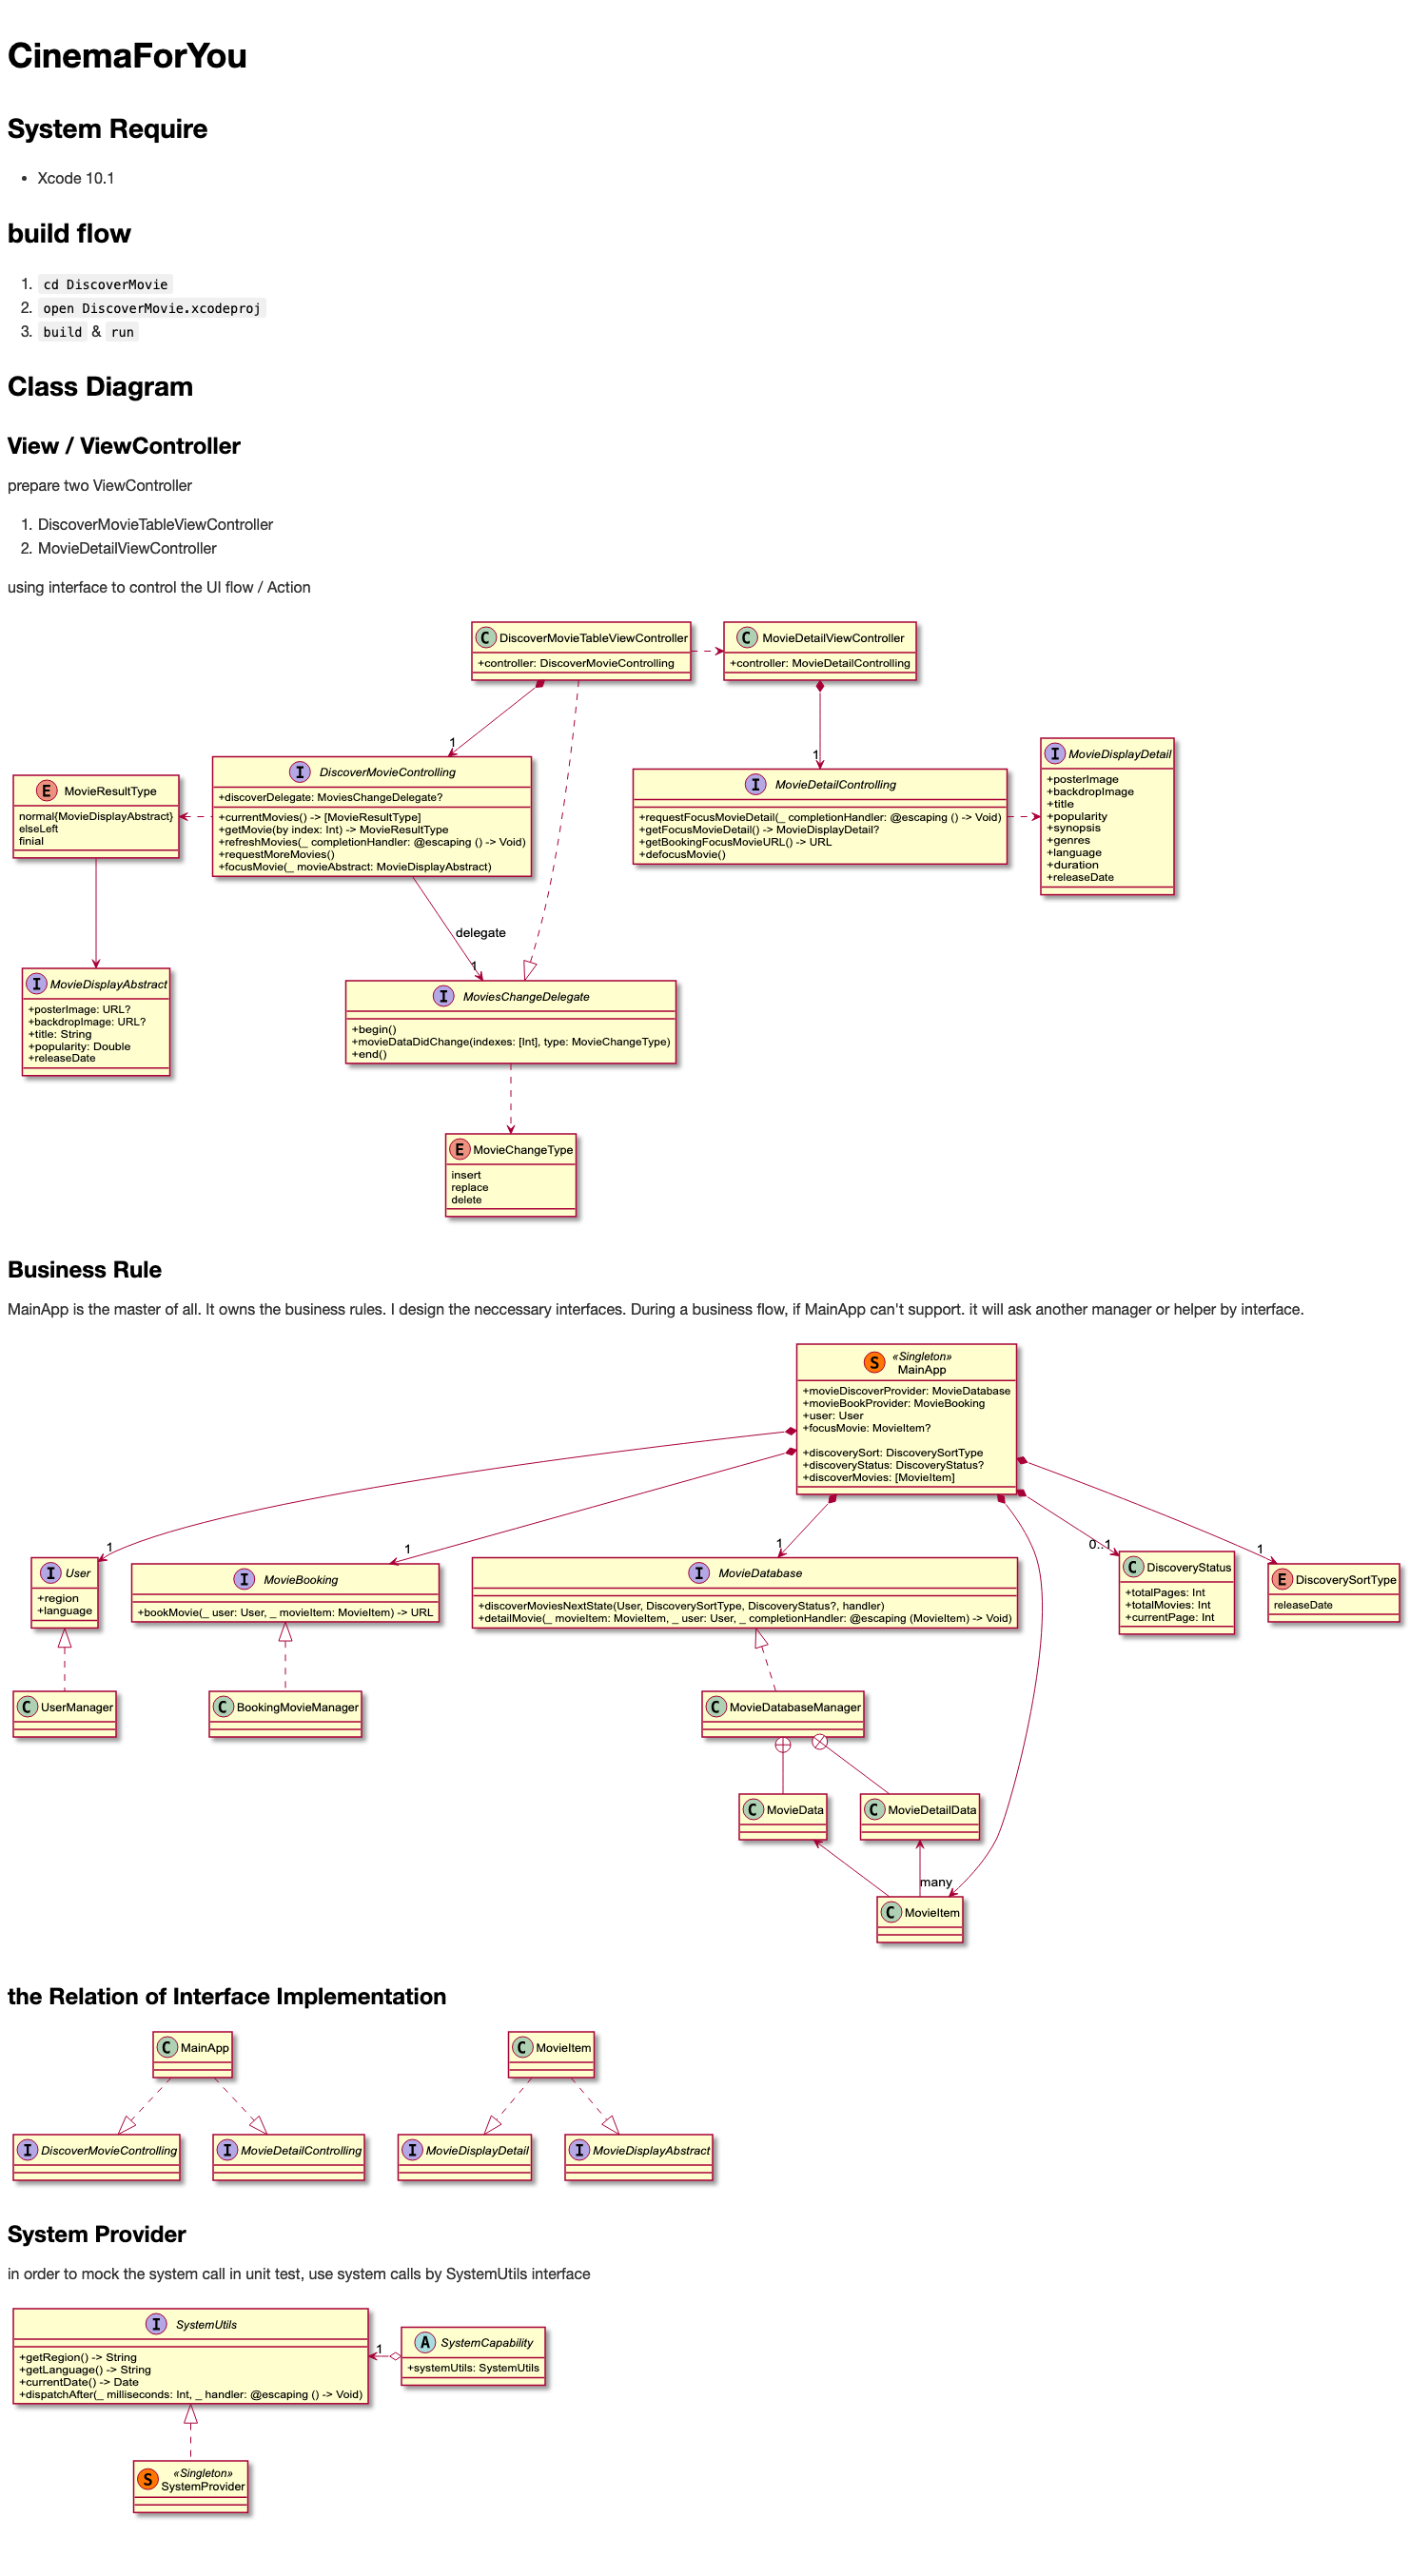 CinemaForYou
System Require
• Xcode 10.1
build flow
1. cd DiscoverMovie
2. open DiscoverMovie.xcodeproj
3. build & run
Class Diagram
View / ViewController
prepare two ViewController
1. DiscoverMovieTableViewController
2. MovieDetailViewController
using interface to control the UI flow / Action
C DiscoverMovieTableViewController
+controller: DiscoverMovieControlling
C MovieDetailViewController
+controller: MovieDetailControlling
1
1
E MovieResultType
normal{MovieDisplayAbstract}
elseLeft
finial
I DiscoverMovieControlling
+discoverDelegate: MoviesChangeDelegate?
+currentMovies() -> [MovieResultType]
+getMovie(by index: Int) -> MovieResultType
+refreshMovies(_ completionHandler: @escaping () -> Void)
+requestMoreMovies()
+focusMovie(_ movieAbstract: MovieDisplayAbstract)
I MovieDetailControlling
+requestFocusMovieDetail(_ completionHandler: @escaping () -> Void)
+getFocusMovieDetail() -> MovieDisplayDetail?
+getBookingFocusMovieURL() -> URL
+defocusMovie()
I MovieDisplayDetail
+posterImage
+backdropImage
+title
+popularity
+synopsis
+genres
+language
+duration
+releaseDate
delegate
1
I MovieDisplayAbstract
+posterImage: URL?
+backdropImage: URL?
+title: String
+popularity: Double
+releaseDate
I MoviesChangeDelegate
+begin()
+movieDataDidChange(indexes: [Int], type: MovieChangeType)
+end()
E MovieChangeType
insert
replace
delete
Business Rule
MainApp is the master of all. It owns the business rules. I design the neccessary interfaces. During a business flow, if MainApp can't support. it will ask another manager or helper by interface.
S «Singleton»
MainApp
+movieDiscoverProvider: MovieDatabase
+movieBookProvider: MovieBooking
+user: User
+focusMovie: MovieItem?
+discoverySort: DiscoverySortType
+discoveryStatus: DiscoveryStatus?
+discoverMovies: [MovieItem]
1
1
1
0..1
1
I User
+region
+language
I MovieBooking
+bookMovie(_ user: User, _ movieItem: MovieItem) -> URL
I MovieDatabase
+discoverMoviesNextState(User, DiscoverySortType, DiscoveryStatus?, handler)
+detailMovie(_ movieItem: MovieItem, _ user: User, _ completionHandler: @escaping (MovieItem) -> Void)
C DiscoveryStatus
+totalPages: Int
+totalMovies: Int
+currentPage: Int
E DiscoverySortType
releaseDate
C UserManager
C BookingMovieManager
C MovieDatabaseManager
C MovieData
C MovieDetailData
many
C MovieItem
the Relation of Interface Implementation
C MainApp
C MovieItem
I DiscoverMovieControlling
I MovieDetailControlling
I MovieDisplayDetail
I MovieDisplayAbstract
System Provider
in order to mock the system call in unit test, use system calls by SystemUtils interface
I SystemUtils
+getRegion() -> String
+getLanguage() -> String
+currentDate() -> Date
+dispatchAfter(_ milliseconds: Int, _ handler: @escaping () -> Void)
1
A SystemCapability
+systemUtils: SystemUtils
S «Singleton»
SystemProvider